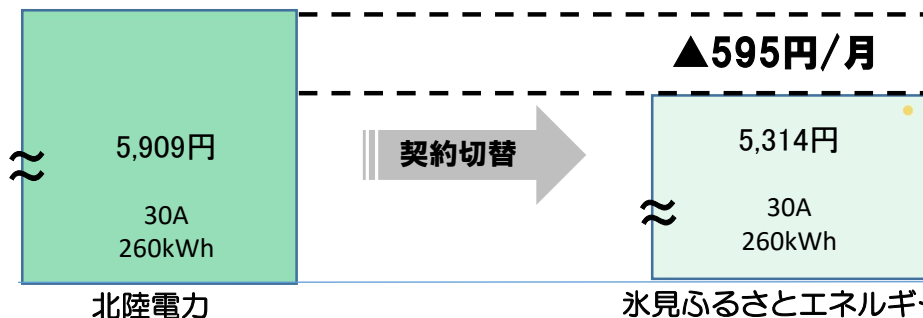 ▲595円/月
5,909円
契約切替
5,314円
30A
260kWh
30A
260kWh
北陸電力
氷見ふるさとエネルギー